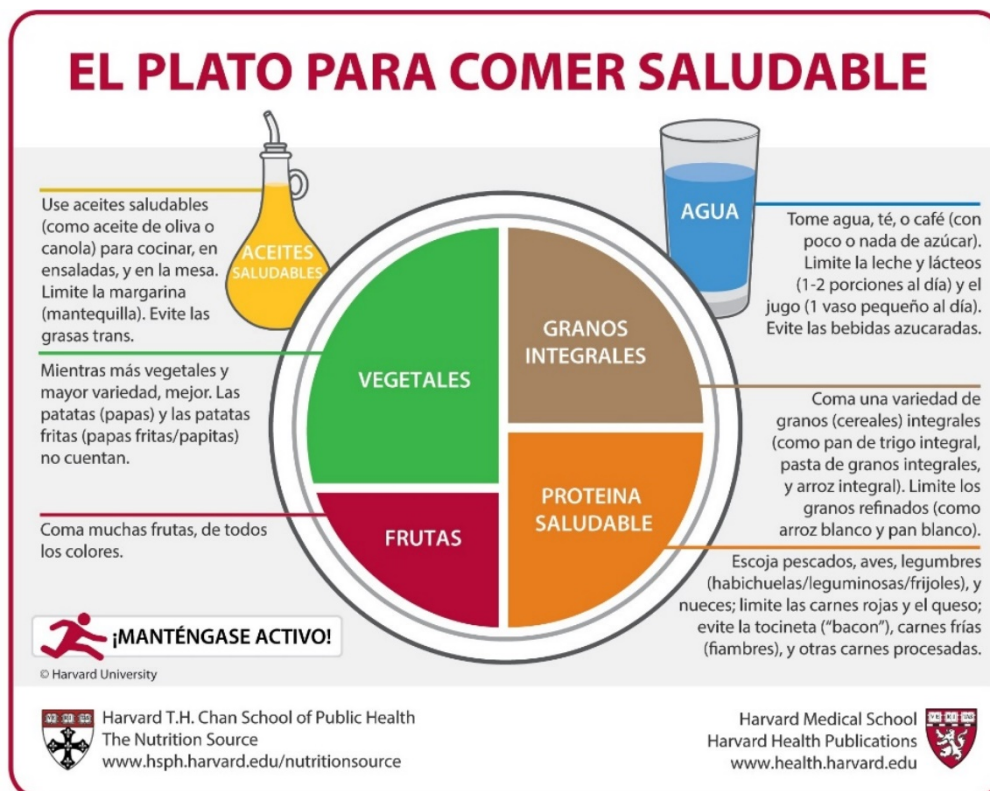 EL PLATO PARA COMER SALUDABLE
Use aceites saludables
(como aceite de oliva o
canola) para cocinar, en
ensaladas, y en la mesa.
Limite la margarina
(mantequilla). Evite las
grasas trans.
ACEITES
SALUDABLES
AGUA
Tome agua, té, o café (con
poco o nada de azúcar).
Limite la leche y lácteos
(1-2 porciones al día) y el
jugo (1 vaso pequeño al día).
Evite las bebidas azucaradas.
Mientras más vegetales y
mayor variedad, mejor. Las
patatas (papas) y las patatas
fritas (papas fritas/papitas)
no cuentan.
VEGETALES
GRANOS
INTEGRALES
Coma una variedad de
granos (cereales) integrales
(como pan de trigo integral,
pasta de granos integrales,
y arroz integral). Limite los
granos refinados (como
arroz blanco y pan blanco).
Coma muchas frutas, de todos
los colores.
FRUTAS
PROTEINA
SALUDABLE
Escoja pescados, aves, legumbres
(habichuelas/leguminosas/frijoles), y
nueces; limite las carnes rojas y el queso;
evite la tocineta ("bacon"), carnes frías
(fiambres), y otras carnes procesadas.
¡MANTÉNGASE ACTIVO!
© Harvard University
Harvard T.H. Chan School of Public Health
The Nutrition Source
www.hsph.harvard.edu/nutritionsource
Harvard Medical School
Harvard Health Publications
www.health.harvard.edu